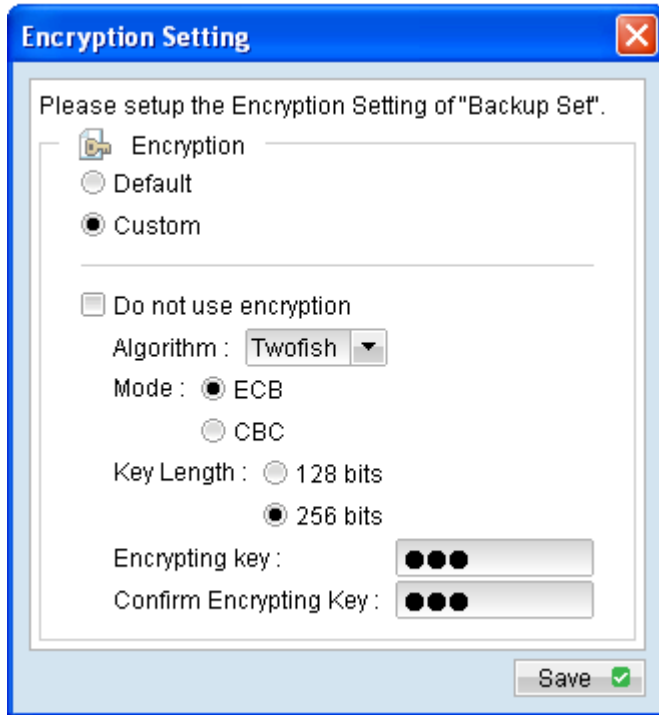 Encryption Setting
Please setup the Encryption Setting of "Backup Set".
Encryption
Default
Custom
Do not use encryption
Algorithm : Twofish
Mode : ECB
CBC
Key Length : 128 bits
256 bits
Encrypting key : ●●●
Confirm Encrypting Key : ●●●
Save